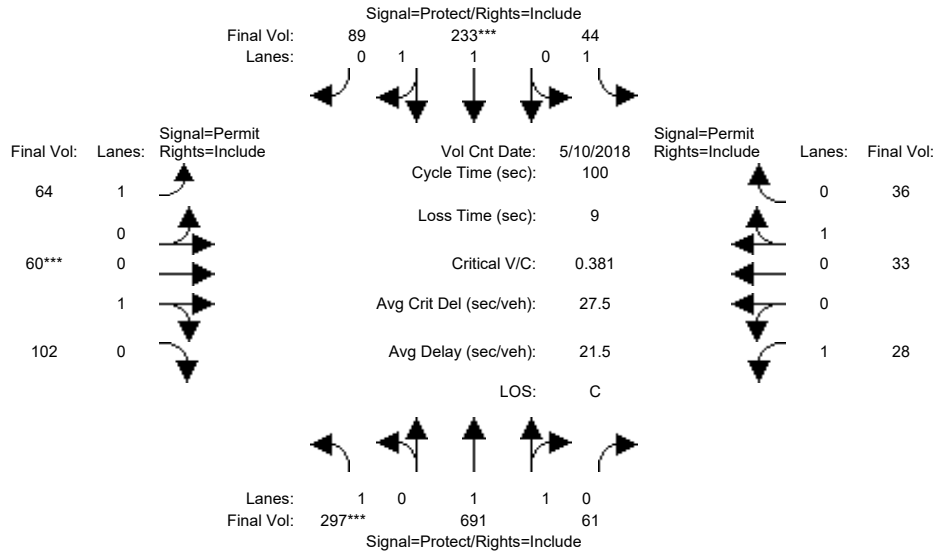 Signal=Protect/Rights=Include
Final Vol: 89 233*** 44
Lanes: 0 1 1 0 1
Signal=Permit
Final Vol: Lanes: Rights=Include
Vol Cnt Date: 5/10/2018
Signal=Permit
Rights=Include Lanes: Final Vol:
Cycle Time (sec): 100
64 1
0 36
Loss Time (sec): 9
0
1
60*** 0
Critical V/C: 0.381
0 33
1
Avg Crit Del (sec/veh): 27.5
0
102 0
Avg Delay (sec/veh): 21.5
1 28
LOS: C
Lanes: 1 0 1 1 0
Final Vol: 297*** 691 61
Signal=Protect/Rights=Include